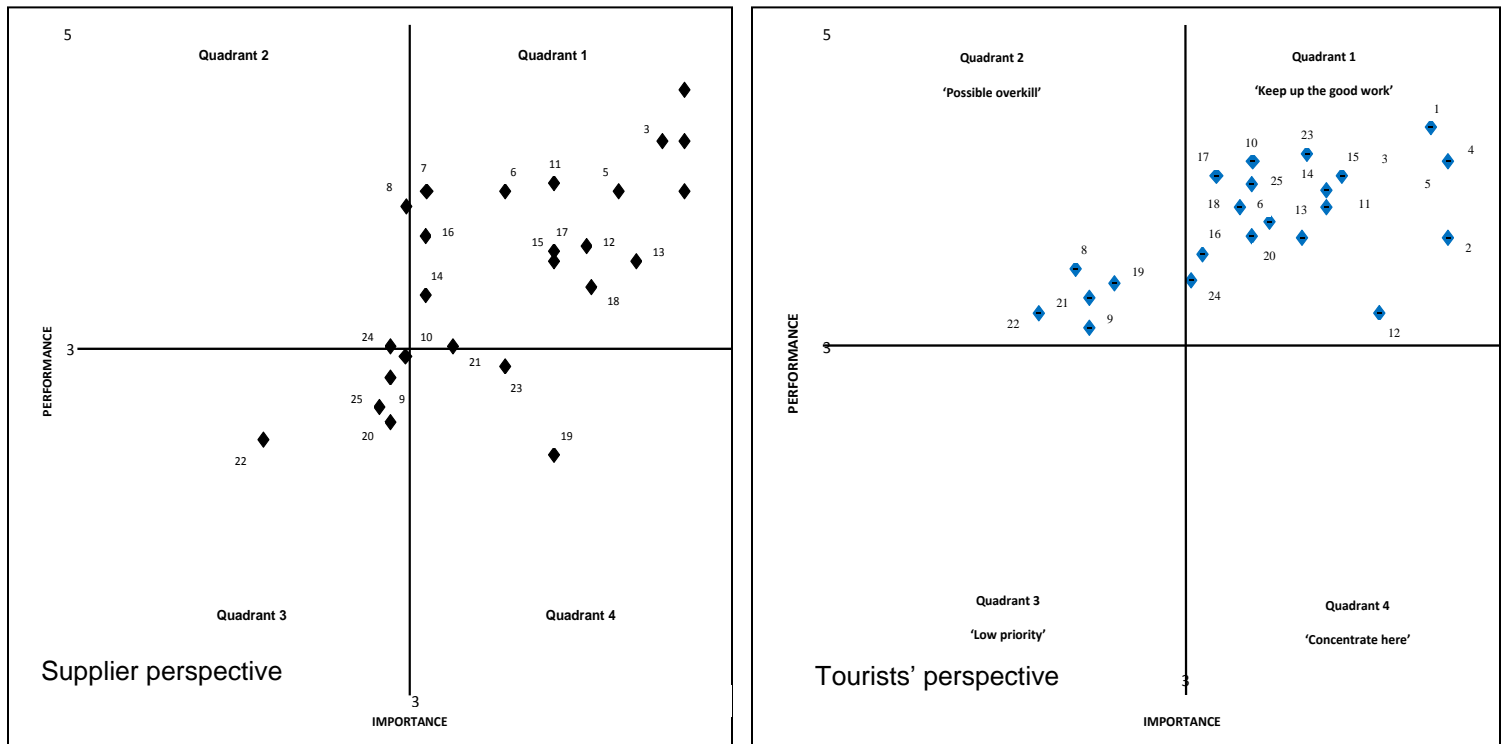 5
Quadrant 2
Quadrant 1
3
7
6
11
5
8
16
17
15
12
13
14
18
24
10
3
21
23
PERFORMANCE
25
9
20
19
22
Quadrant 3
Quadrant 4
Supplier perspective
3
IMPORTANCE
5
Quadrant 2
Quadrant 1
'Possible overkill'
'Keep up the good work'
1
23
10
4
17
15
3
14
25
5
18
6
13
11
16
2
20
8
19
24
21
22
9
12
3
PERFORMANCE
Quadrant 3
Quadrant 4
'Low priority'
'Concentrate here'
Tourists' perspective
3
IMPORTANCE